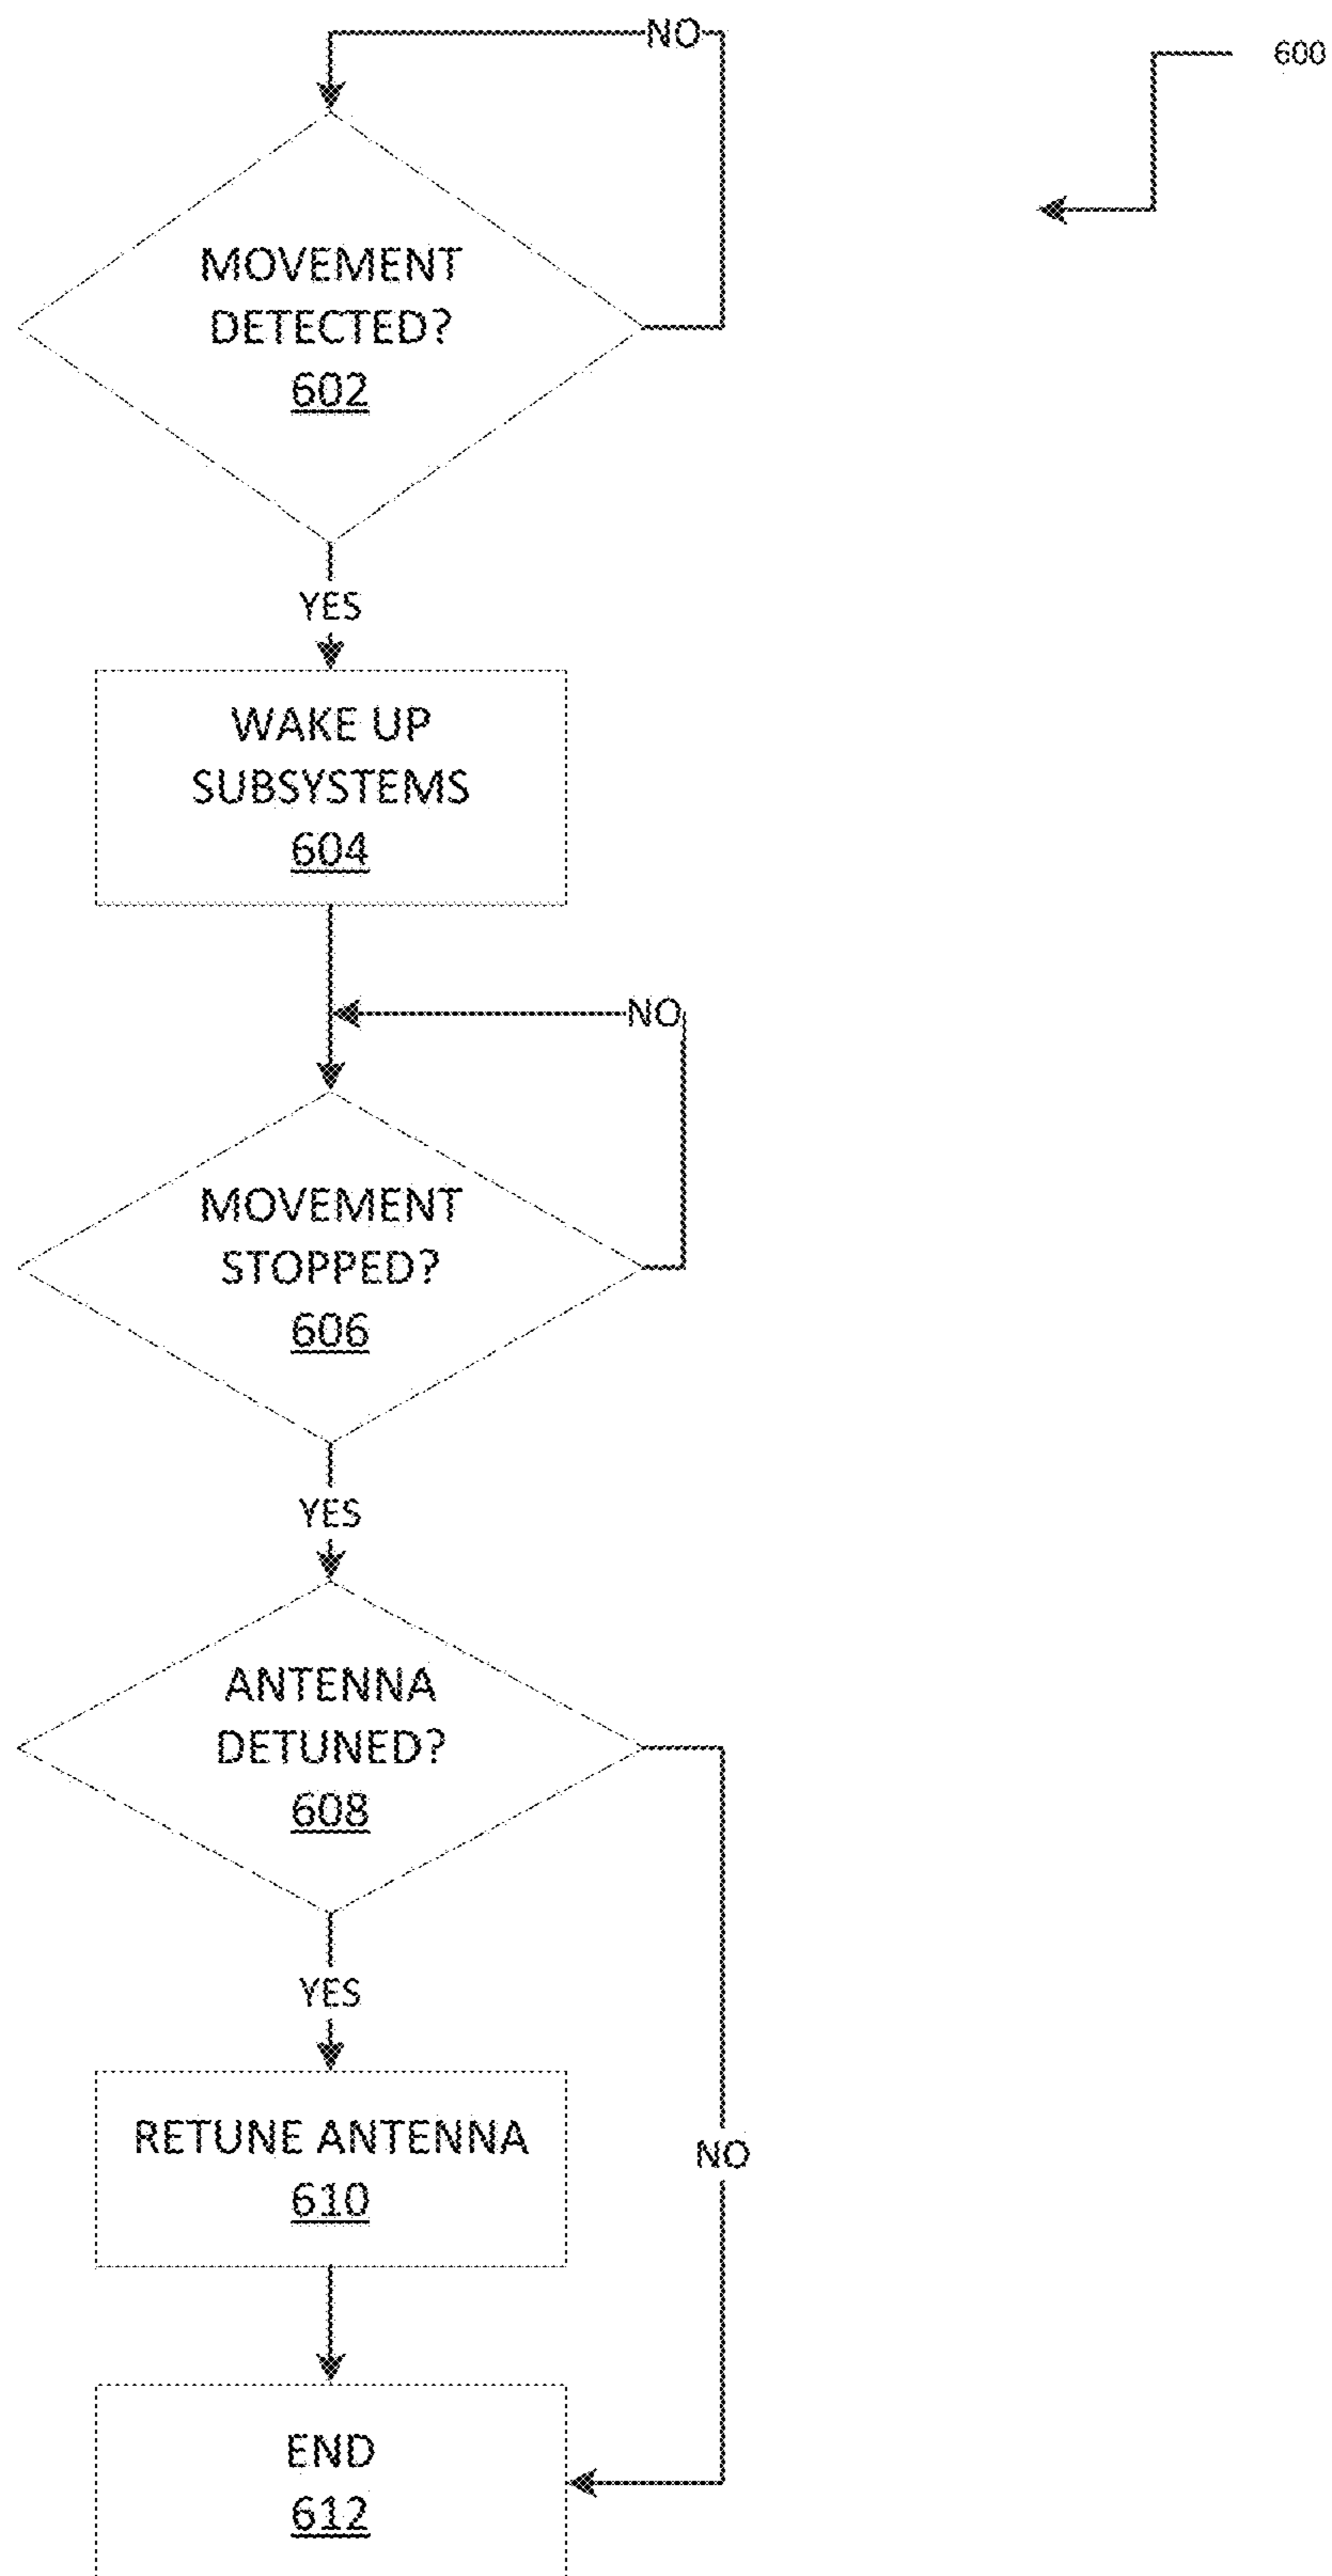 NO
600
MOVEMENT
DETECTED?
602
YES
WAKE UP
SUBSYSTEMS
604
NO
MOVEMENT
STOPPED?
606
YES
ANTENNA
DETUNED?
608
YES
RETUNE ANTENNA
610
NO
END
612